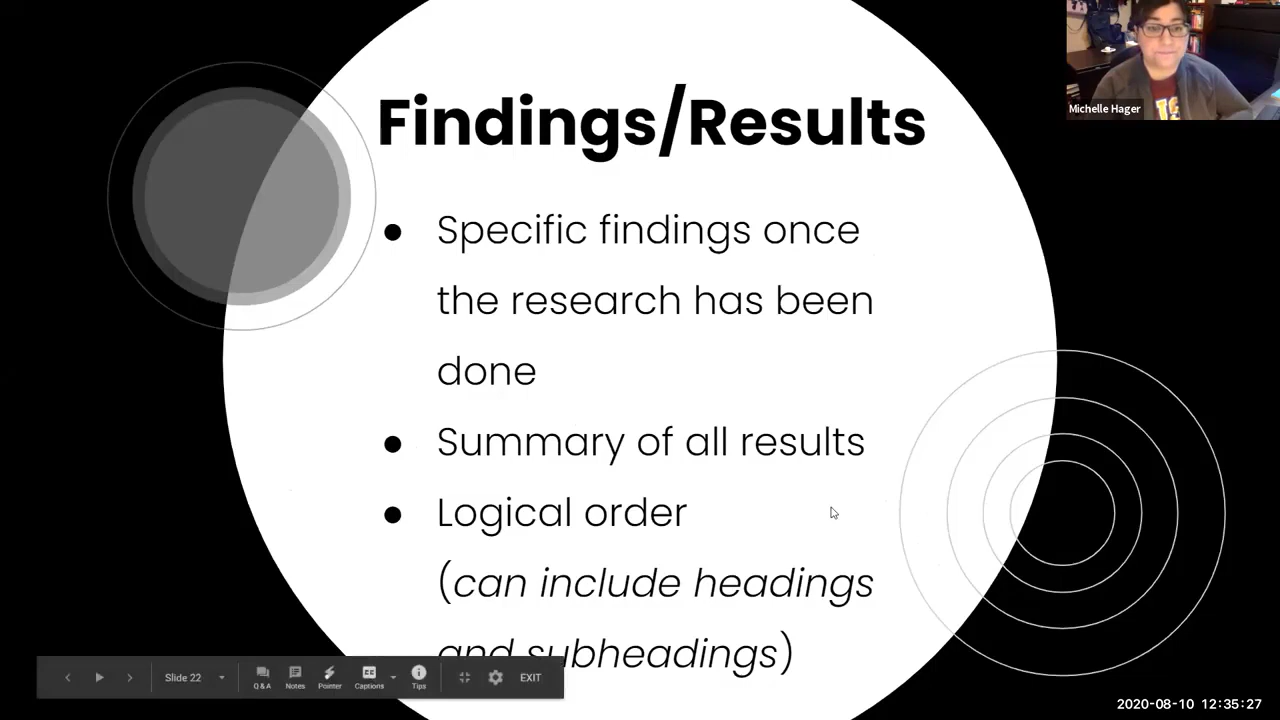 Findings/Results
● Specific findings once
the research has been
done
● Summary of all results
● Logical order
(can include headings
and subheadings)
Michelle Hager
Slide 22
Q & A
Notes
Pointer
Captions
Tips
EXIT
2020-08-10 12:35:27